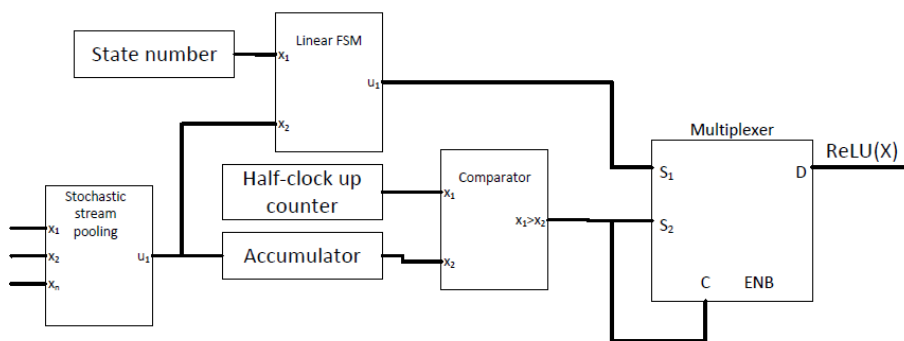 Linear FSM
State number
x₁
u₁
x₂
Multiplexer
ReLU(X)
Half-clock up
counter
Comparator
S₁
D
x₁
Stochastic
stream
pooling
x₁>x₂
S₂
x₁
x₂
u₁
Accumulator
x₂
xₙ
C
ENB